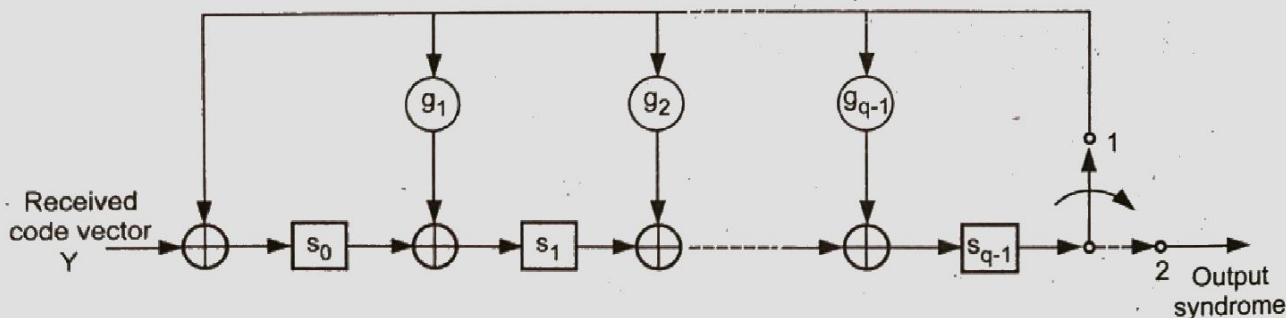 g1
g2
gq-1
1
Received
code vector
Y
s0
s1
sq-1
2
Output
syndrome